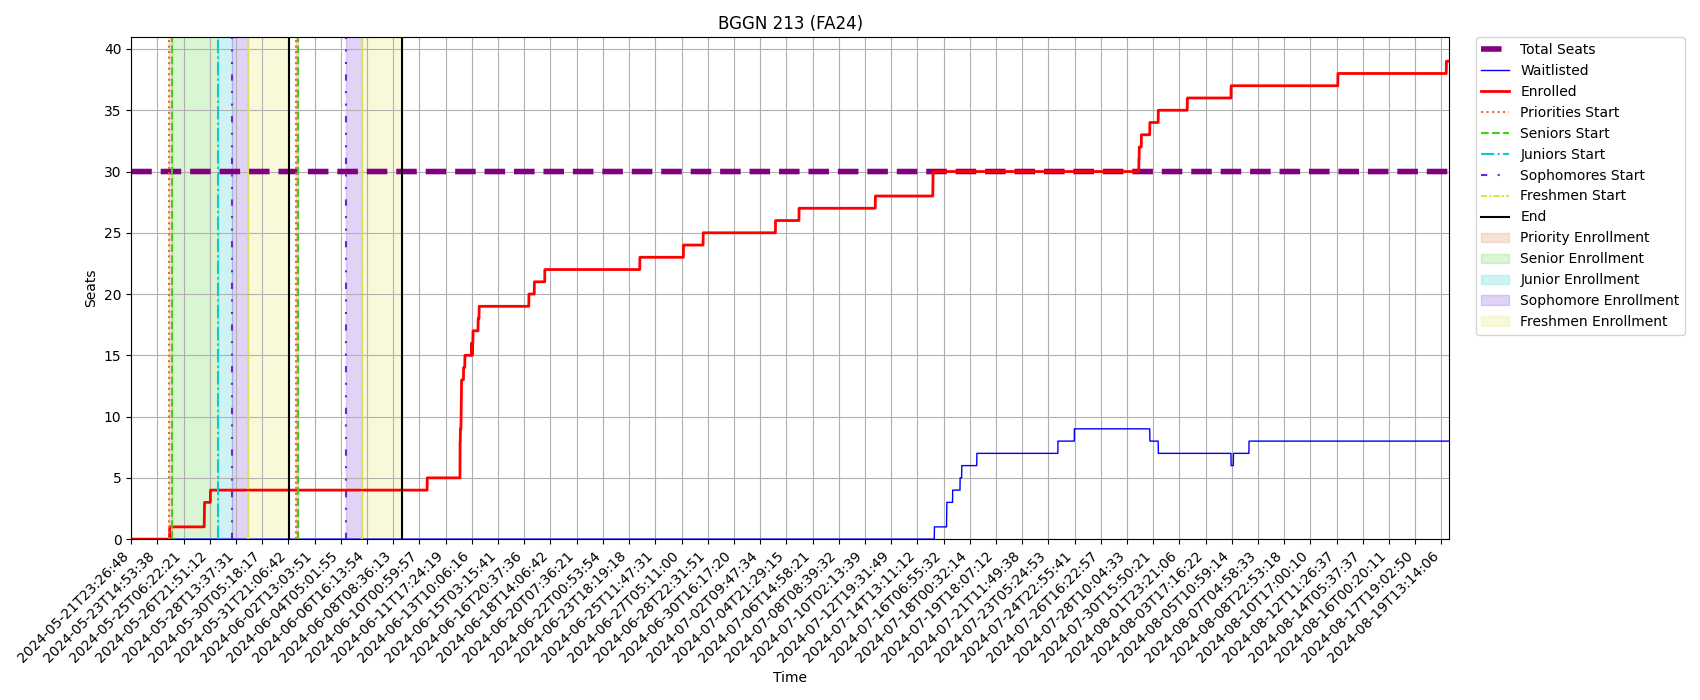 BGGN 213 (FA24)
Total Seats
Waitlisted
Enrolled
Priorities Start
Seniors Start
Juniors Start
Sophomores Start
Freshmen Start
End
Priority Enrollment
Senior Enrollment
Junior Enrollment
Sophomore Enrollment
Freshmen Enrollment
Seats
40
35
30
25
20
15
10
5
0
2024-05-21T23:26:48
2024-05-23T14:53:38
2024-05-25T06:22:21
2024-05-26T21:51:12
2024-05-28T13:37:31
2024-05-30T05:18:17
2024-05-31T21:06:42
2024-06-02T13:03:51
2024-06-04T05:01:55
2024-06-06T16:13:54
2024-06-08T08:36:13
2024-06-10T00:59:57
2024-06-11T17:24:19
2024-06-13T10:06:16
2024-06-15T03:15:41
2024-06-16T20:37:36
2024-06-18T14:06:42
2024-06-20T07:36:21
2024-06-22T00:53:54
2024-06-23T18:19:18
2024-06-25T11:47:31
2024-06-27T05:11:00
2024-06-28T22:31:51
2024-06-30T16:17:20
2024-07-02T09:47:34
2024-07-04T21:29:15
2024-07-06T14:58:21
2024-07-08T08:39:32
2024-07-10T02:13:39
2024-07-12T19:31:49
2024-07-14T13:11:12
2024-07-16T06:55:32
2024-07-18T00:32:14
2024-07-19T18:07:12
2024-07-21T11:49:38
2024-07-23T05:24:53
2024-07-24T22:55:41
2024-07-26T16:22:57
2024-07-28T10:04:33
2024-07-30T15:50:21
2024-08-01T23:21:06
2024-08-03T17:16:22
2024-08-05T10:59:14
2024-08-07T04:58:33
2024-08-08T22:53:18
2024-08-10T17:00:10
2024-08-12T11:26:37
2024-08-14T05:37:37
2024-08-16T00:20:11
2024-08-17T19:02:50
2024-08-19T13:14:06
Time